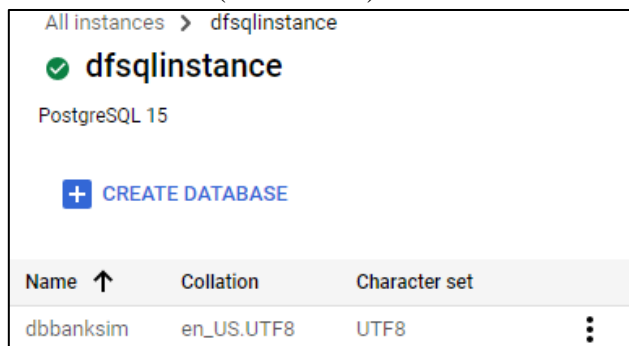 All instances > dfsqlinstance
dfsqlinstance
PostgreSQL 15
+ CREATE DATABASE
Name ↑ Collation Character set
dbbanksim en_US.UTF8 UTF8